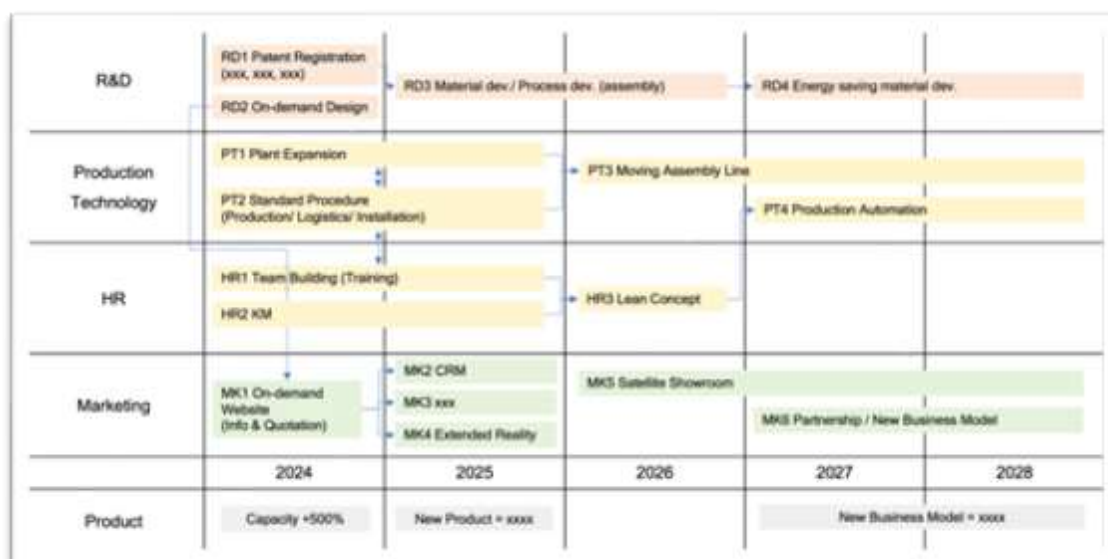 R&D
RD1 Patent Registration
(xxx, xxx, xxx)
RD2 On-demand Design
RD3 Material dev./ Process dev. (assembly)
RD4 Energy saving material dev.
Production
Technology
PT1 Plant Expansion
PT2 Standard Procedure
(Production/ Logistics/ Installation)
PT3 Moving Assembly Line
PT4 Production Automation
HR
HR1 Team Building (Training)
HR2 KM
HR3 Lean Concept
Marketing
MK1 On-demand
Website
(Info & Quotation)
MK2 CRM
MK3 xxx
MK4 Extended Reality
MK5 Satellite Showroom
MK6 Partnership / New Business Model
2024
2025
2026
2027
2028
Product
Capacity +500%
New Product = xxxx
New Business Model = xxxx